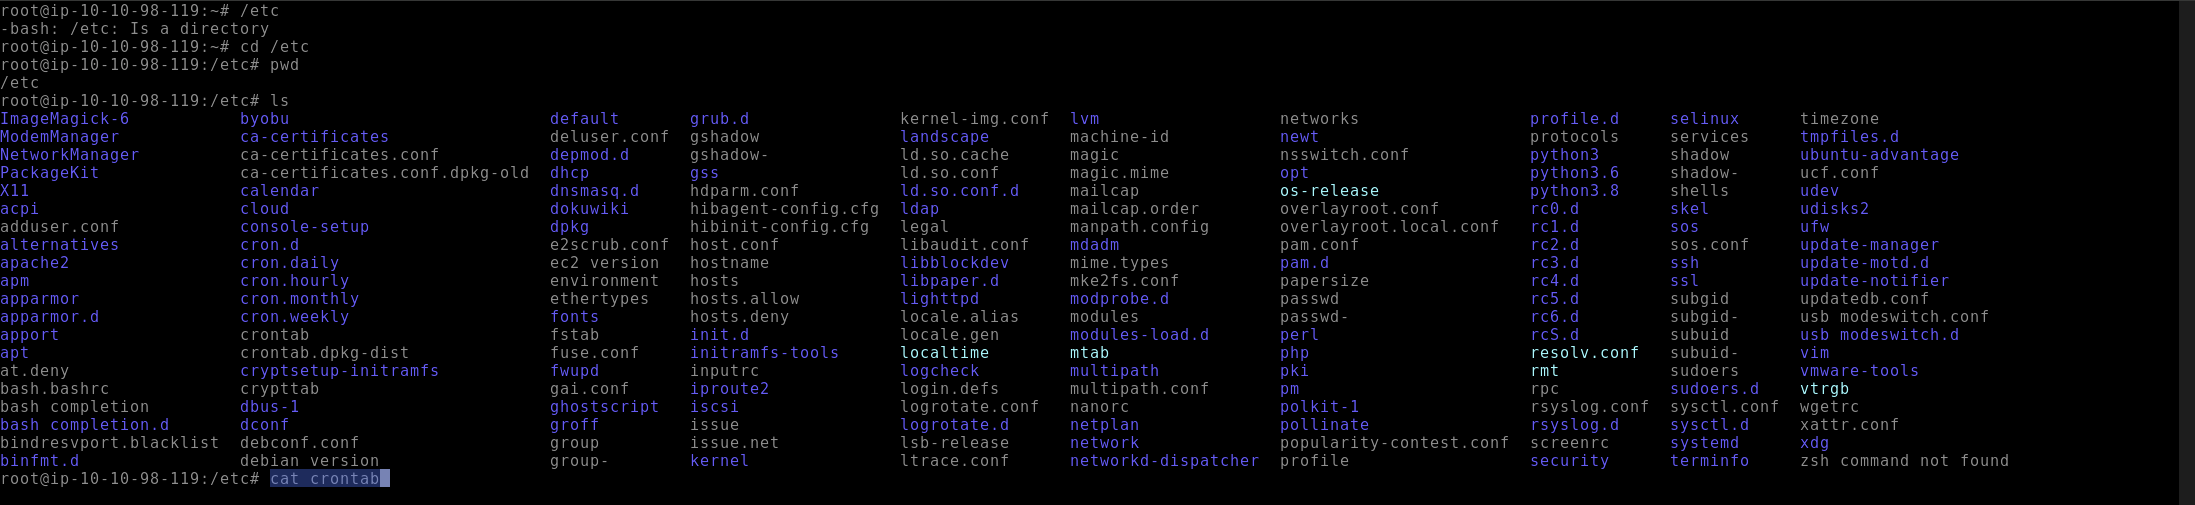 root@ip-10-10-98-119:~# /etc
-bash: /etc: Is a directory
root@ip-10-10-98-119:~# cd /etc
root@ip-10-10-98-119:/etc# pwd
/etc
root@ip-10-10-98-119:/etc# ls
ImageMagick-6 byobu default grub.d kernel-img.conf lvm networks profile.d selinux timezone
ModemManager ca-certificates deluser.conf gshadow landscape machine-id newt protocols services tmpfiles.d
NetworkManager ca-certificates.conf depmod.d gshadow- ld.so.cache magic nsswitch.conf python3 shadow ubuntu-advantage
PackageKit ca-certificates.conf.dpkg-old dhcp gss ld.so.conf magic.mime opt python3.6 shadow- ucf.conf
X11 calendar dnsmasq.d hdparm.conf ld.so.conf.d mailcap os-release python3.8 shells udev
acpi cloud dokuwiki hibagent-config.cfg ldap mailcap.order overlayroot.conf rc0.d skel udisks2
adduser.conf console-setup dpkg hibinit-config.cfg legal manpath.config overlayroot.local.conf rc1.d sos ufw
alternatives cron.d e2scrub.conf host.conf libaudit.conf mdadm pam.conf rc2.d sos.conf update-manager
apache2 cron.daily ec2 version hostname libblockdev mime.types pam.d rc3.d ssh update-motd.d
apm cron.hourly environment hosts libpaper.d mke2fs.conf papersize rc4.d ssl update-notifier
apparmor cron.monthly ethertypes hosts.allow lighttpd modprobe.d passwd rc5.d subgid updatedb.conf
apparmor.d cron.weekly fonts hosts.deny locale.alias modules passwd- rc6.d subgid- usb modeswitch.conf
apport crontab fstab init.d locale.gen modules-load.d perl rcS.d subuid usb modeswitch.d
apt crontab.dpkg-dist fuse.conf initramfs-tools localtime mtab php resolv.conf subuid- vim
at.deny cryptsetup-initramfs fwupd inputrc logcheck multipath pki rmt sudoers vmware-tools
bash.bashrc crypttab gai.conf iproute2 login.defs multipath.conf pm rpc sudoers.d vtrgb
bash completion dbus-1 ghostscript iscsi logrotate.conf nanorc polkit-1 rsyslog.conf sysctl.conf wgetrc
bash completion.d dconf groff issue logrotate.d netplan pollinate rsyslog.d sysctl.d xattr.conf
bindresvport.blacklist debconf.conf group issue.net lsb-release network popularity-contest.conf screenrc systemd xdg
binfmt.d debian version group- kernel ltrace.conf networkd-dispatcher profile security terminfo zsh command not found
root@ip-10-10-98-119:/etc# cat crontab